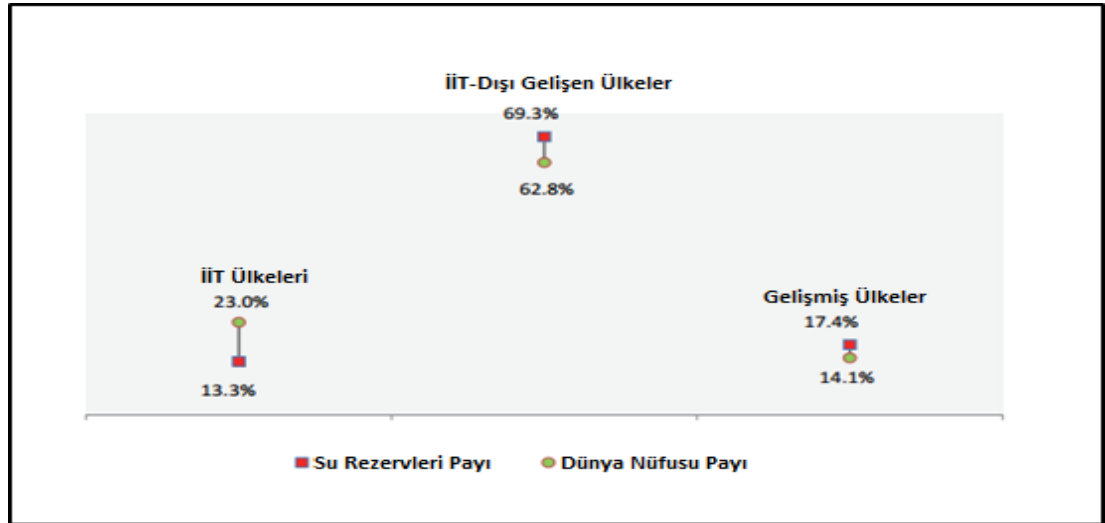 İİT-Dışı Gelişen Ülkeler
69.3%
62.8%
İİT Ülkeleri
23.0%
13.3%
Gelişmiş Ülkeler
17.4%
14.1%
Su Rezervleri Payı
Dünya Nüfusu Payı